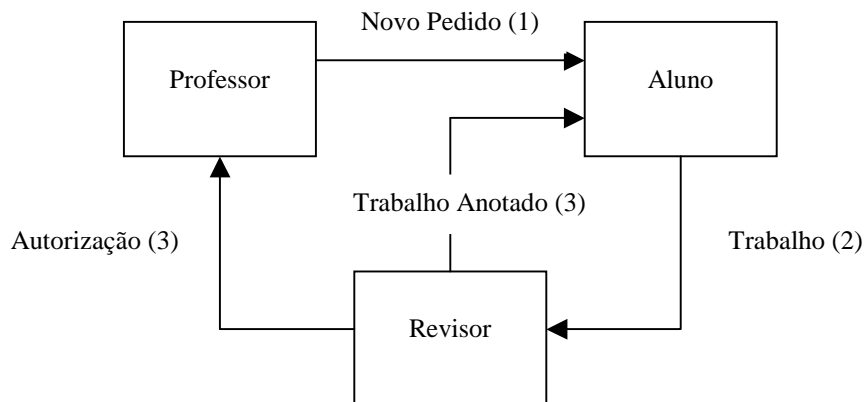 Novo Pedido (1)
Professor
Aluno
Trabalho Anotado (3)
Autorização (3)
Trabalho (2)
Revisor